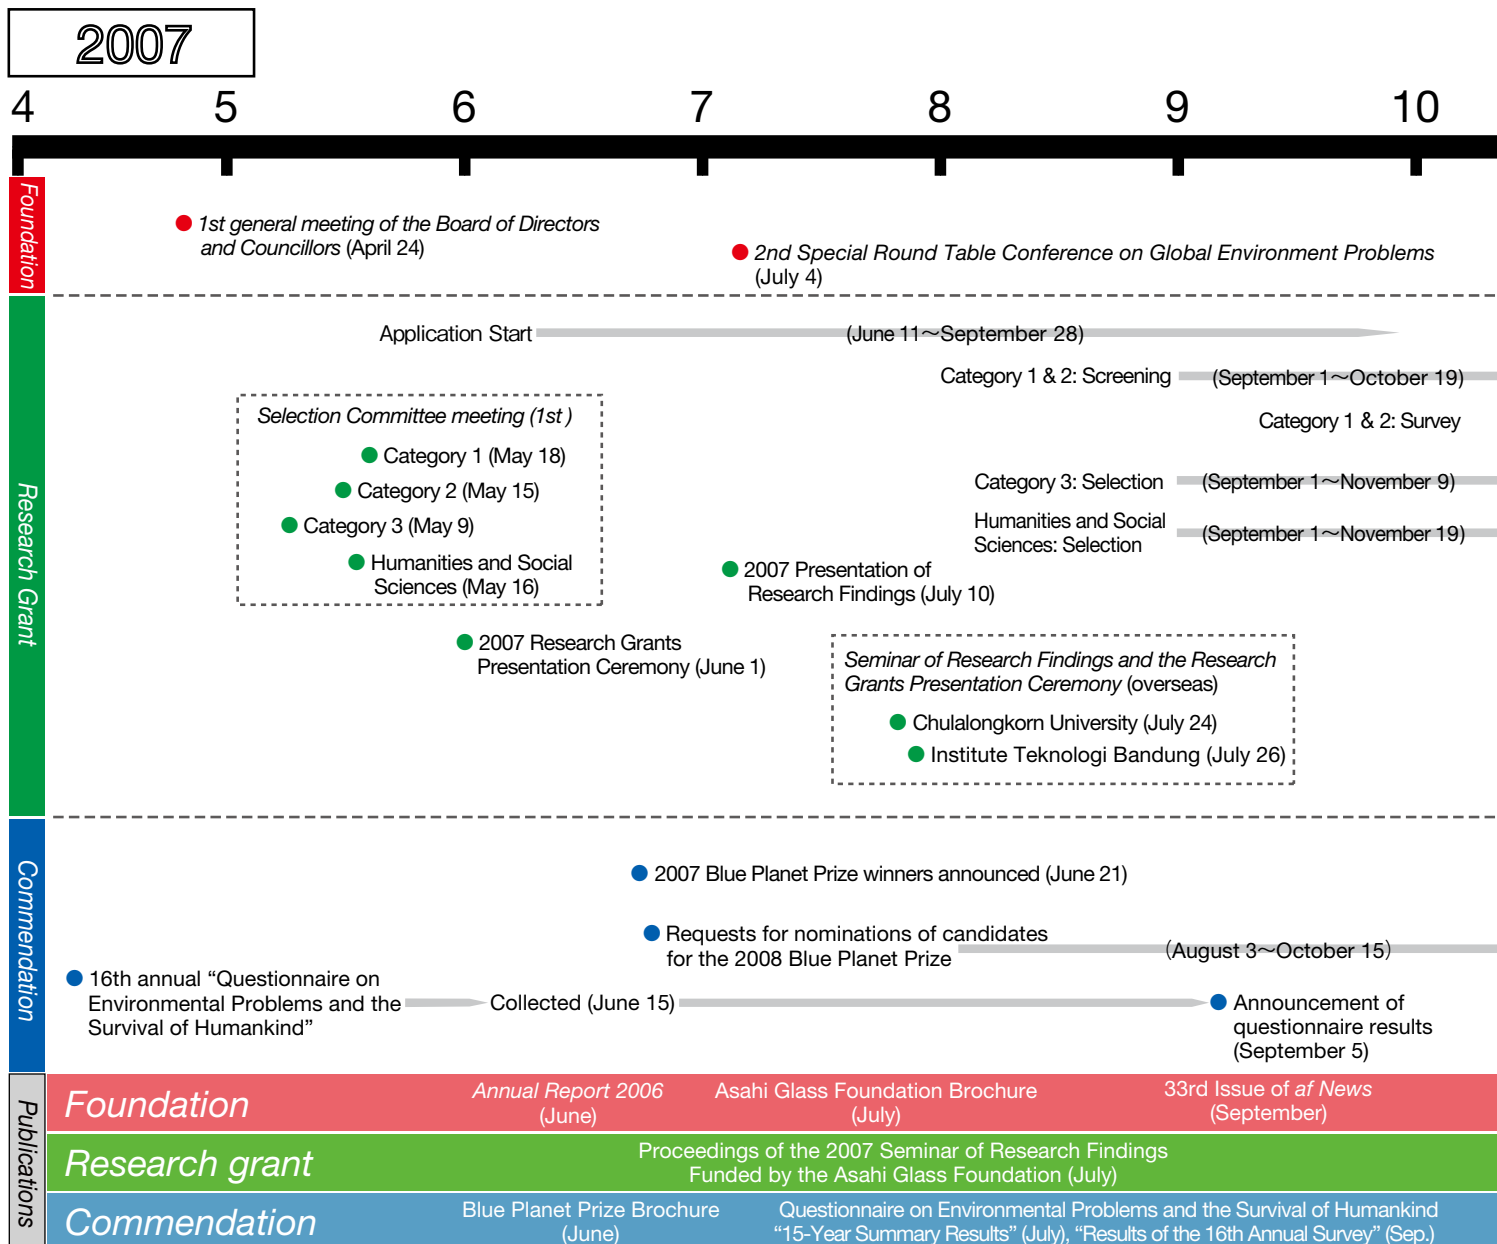 2007
4 5 6 7 8 9 10
Foundation
1st general meeting of the Board of Directors
and Councillors (April 24)
2nd Special Round Table Conference on Global Environment Problems
(July 4)
Research Grant
Application Start (June 11～September 28)
Category 1 & 2: Screening (September 1～October 19)
Category 1 & 2: Survey
Selection Committee meeting (1st )
Category 1 (May 18)
Category 2 (May 15)
Category 3 (May 9)
Humanities and Social
Sciences (May 16)
Category 3: Selection (September 1～November 9)
Humanities and Social
Sciences: Selection (September 1～November 19)
2007 Presentation of
Research Findings (July 10)
2007 Research Grants
Presentation Ceremony (June 1)
Seminar of Research Findings and the Research
Grants Presentation Ceremony (overseas)
Chulalongkorn University (July 24)
Institute Teknologi Bandung (July 26)
Commendation
2007 Blue Planet Prize winners announced (June 21)
Requests for nominations of candidates
for the 2008 Blue Planet Prize (August 3～October 15)
16th annual “Questionnaire on
Environmental Problems and the
Survival of Humankind”
Collected (June 15)
Announcement of
questionnaire results
(September 5)
Publications
Foundation
Annual Report 2006
(June)
Asahi Glass Foundation Brochure
(July)
33rd Issue of af News
(September)
Research grant
Proceedings of the 2007 Seminar of Research Findings
Funded by the Asahi Glass Foundation (July)
Commendation
Blue Planet Prize Brochure
(June)
Questionnaire on Environmental Problems and the Survival of Humankind
“15-Year Summary Results” (July), “Results of the 16th Annual Survey” (Sep.)